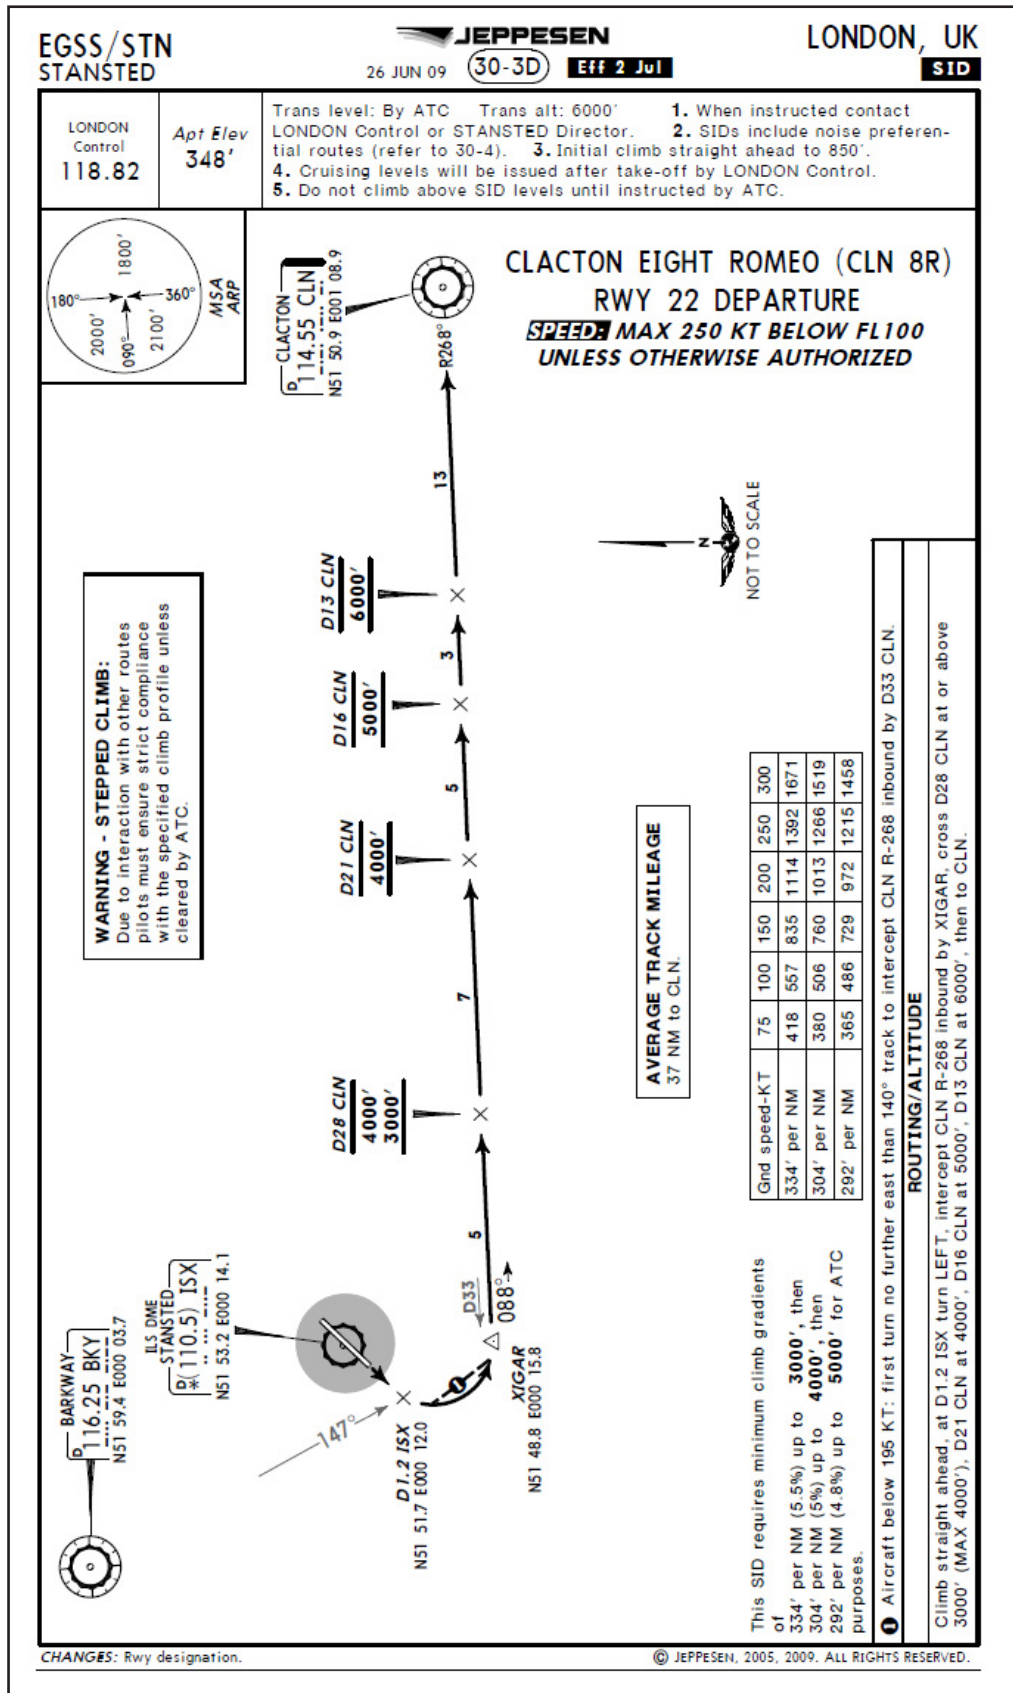 EGSS/STN
STANSTED
JEPPESEN
26 JUN 09 30-3D Eff 2 Jul
LONDON, UK
SID
LONDON
Control
118.82
Apt Elev
348'
Trans level: By ATC Trans alt: 6000' 1. When instructed contact
LONDON Control or STANSTED Director. 2. SIDs include noise preferen-
tial routes (refer to 30-4). 3. Initial climb straight ahead to 850'.
4. Cruising levels will be issued after take-off by LONDON Control.
5. Do not climb above SID levels until instructed by ATC.
1800'
180°
360°
2000'
090°
2100'
MSA
ARP
CLACTON EIGHT ROMEO (CLN 8R)
RWY 22 DEPARTURE
SPEED: MAX 250 KT BELOW FL100
UNLESS OTHERWISE AUTHORIZED
CLACTON
D
114.55 CLN
N51 50.9 E001 08.9
R268°
13
D13 CLN
6000'
3
D16 CLN
5000'
5
D21 CLN
4000'
7
D28 CLN
4000'
3000'
5
D33
088°
N
NOT TO SCALE
WARNING - STEPPED CLIMB:
Due to interaction with other routes
pilots must ensure strict compliance
with the specified climb profile unless
cleared by ATC.
AVERAGE TRACK MILEAGE
37 NM to CLN.
BARKWAY
D
116.25 BKY
N51 59.4 E000 03.7
ILS DME
STANSTED
D
*(110.5) ISX
N51 53.2 E000 14.1
147°
D1.2 ISX
N51 51.7 E000 12.0
1
XIGAR
N51 48.8 E000 15.8
This SID requires minimum climb gradients
of
334' per NM (5.5%) up to 3000', then
304' per NM (5%) up to 4000', then
292' per NM (4.8%) up to 5000' for ATC
purposes.
Gnd speed-KT 75 100 150 200 250 300
334' per NM 418 557 835 1114 1392 1671
304' per NM 380 506 760 1013 1266 1519
292' per NM 365 486 729 972 1215 1458
1 Aircraft below 195 KT: first turn no further east than 140° track to intercept CLN R-268 inbound by D33 CLN.
ROUTING/ALTITUDE
Climb straight ahead, at D1.2 ISX turn LEFT, intercept CLN R-268 inbound by XIGAR, cross D28 CLN at or above
3000' (MAX 4000'), D21 CLN at 4000', D16 CLN at 5000', D13 CLN at 6000', then to CLN.
CHANGES: Rwy designation.
© JEPPESEN, 2005, 2009. ALL RIGHTS RESERVED.